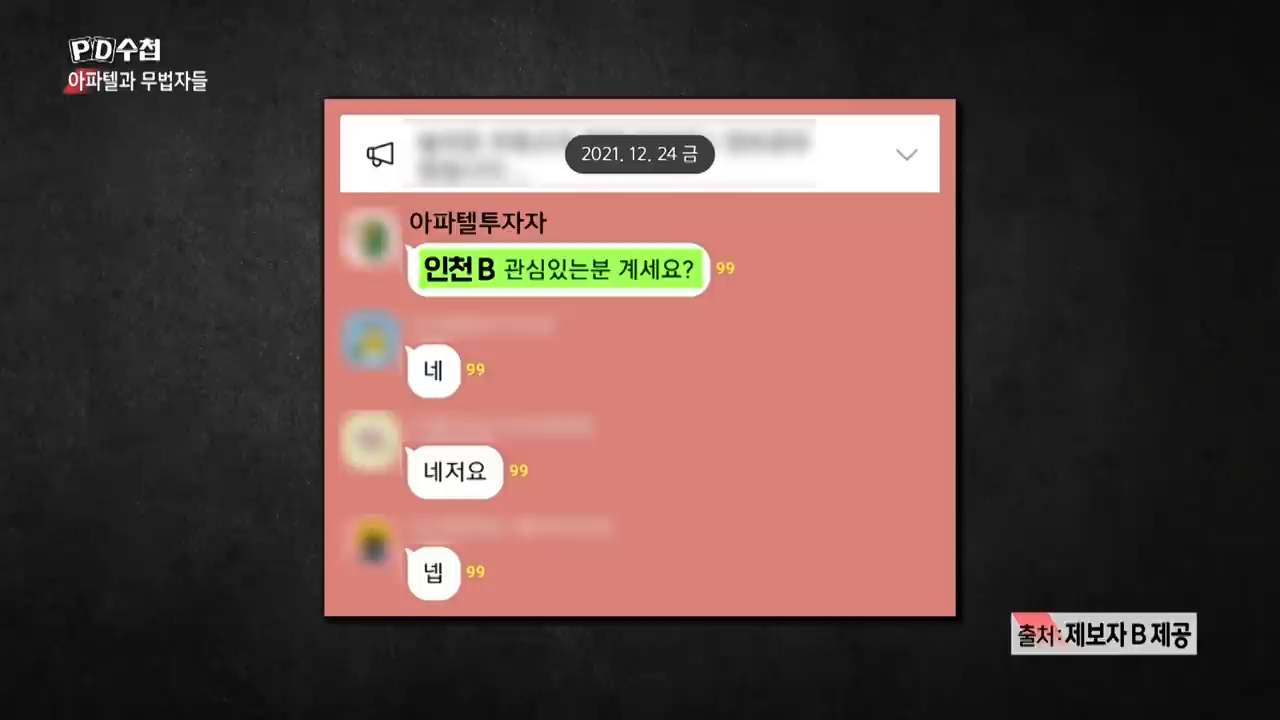 PD수첩
아파텔과 무법자들
2021. 12. 24 금
아파텔투자자
인천 B 관심있는분 계세요? 99
네 99
네저요 99
넵 99
출처: 제보자 B 제공